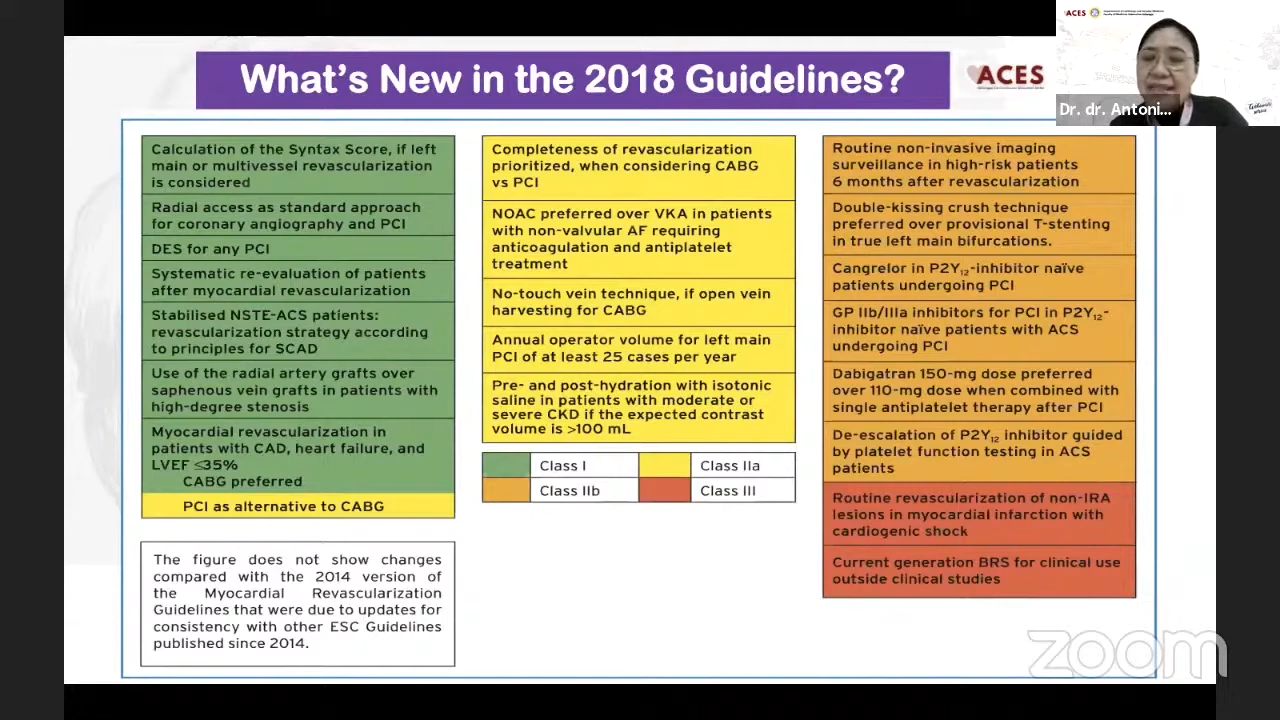 What's New in the 2018 Guidelines?
ACES
ACES
Dr. dr. Antoni...
Calculation of the Syntax Score, if left
main or multivessel revascularization
is considered
Radial access as standard approach
for coronary angiography and PCI
DES for any PCI
Systematic re-evaluation of patients
after myocardial revascularization
Stabilised NSTE-ACS patients:
revascularization strategy according
to principles for SCAD
Use of the radial artery grafts over
saphenous vein grafts in patients with
high-degree stenosis
Myocardial revascularization in
patients with CAD, heart failure, and
LVEF ≤35%
CABG preferred
PCI as alternative to CABG
The figure does not show changes
compared with the 2014 version of
the Myocardial Revascularization
Guidelines that were due to updates for
consistency with other ESC Guidelines
published since 2014.
Completeness of revascularization
prioritized, when considering CABG
vs PCI
NOAC preferred over VKA in patients
with non-valvular AF requiring
anticoagulation and antiplatelet
treatment
No-touch vein technique, if open vein
harvesting for CABG
Annual operator volume for left main
PCI of at least 25 cases per year
Pre- and post-hydration with isotonic
saline in patients with moderate or
severe CKD if the expected contrast
volume is >100 mL
Class I
Class IIa
Class IIb
Class III
Routine non-invasive imaging
surveillance in high-risk patients
6 months after revascularization
Double-kissing crush technique
preferred over provisional T-stenting
in true left main bifurcations.
Cangrelor in P2Y₁₂-inhibitor naïve
patients undergoing PCI
GP IIb/IIIa inhibitors for PCI in P2Y₁₂-
inhibitor naïve patients with ACS
undergoing PCI
Dabigatran 150-mg dose preferred
over 110-mg dose when combined with
single antiplatelet therapy after PCI
De-escalation of P2Y₁₂ inhibitor guided
by platelet function testing in ACS
patients
Routine revascularization of non-IRA
lesions in myocardial infarction with
cardiogenic shock
Current generation BRS for clinical use
outside clinical studies
zoom